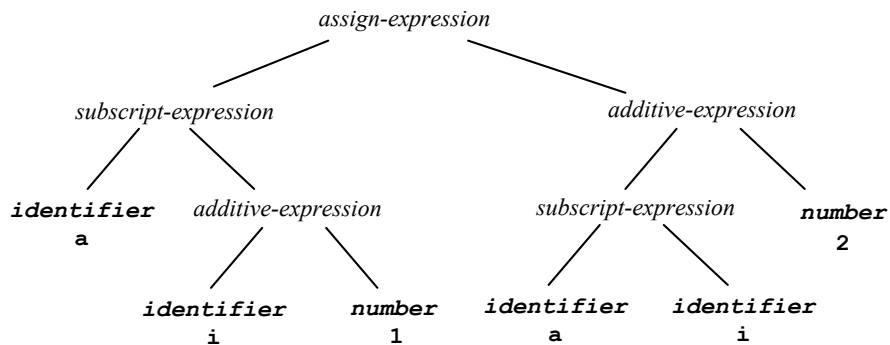 assign-expression
subscript-expression additive-expression
identifier additive-expression subscript-expression number
a 2
identifier number identifier identifier
i 1 a i